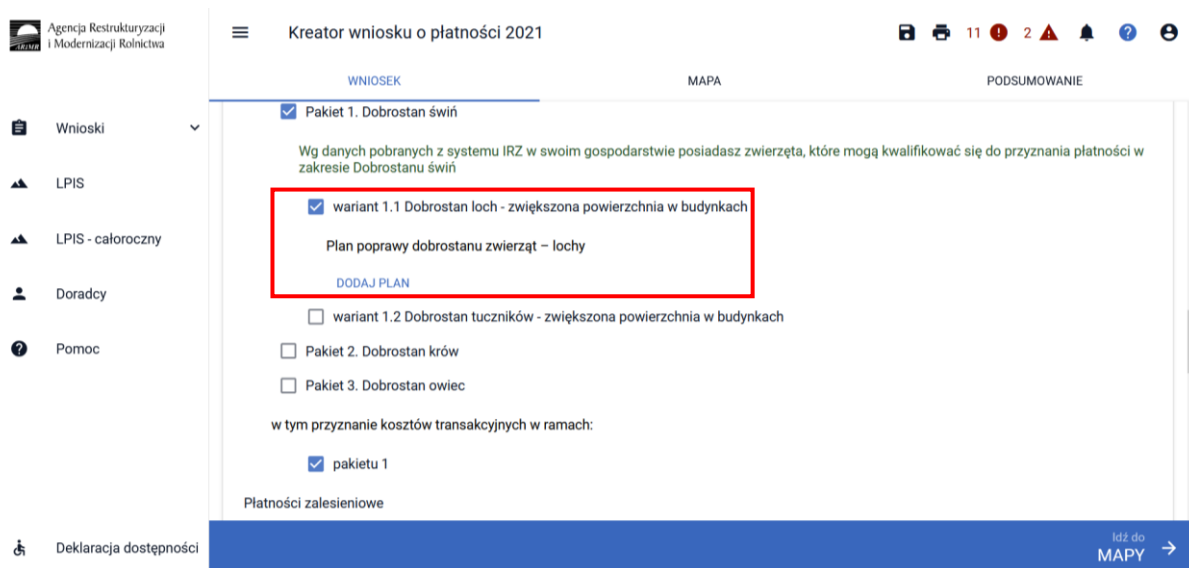 ARiMR
Agencja Restrukturyzacji
i Modernizacji Rolnictwa
Kreator wniosku o płatności 2021
11
2
WNIOSEK
MAPA
PODSUMOWANIE
Wnioski
LPIS
LPIS - całoroczny
Doradcy
Pomoc
Deklaracja dostępności
Pakiet 1. Dobrostan świń
Wg danych pobranych z systemu IRZ w swoim gospodarstwie posiadasz zwierzęta, które mogą kwalifikować się do przyznania płatności w
zakresie Dobrostanu świń
wariant 1.1 Dobrostan loch - zwiększona powierzchnia w budynkach
Plan poprawy dobrostanu zwierząt – lochy
DODAJ PLAN
wariant 1.2 Dobrostan tuczników - zwiększona powierzchnia w budynkach
Pakiet 2. Dobrostan krów
Pakiet 3. Dobrostan owiec
w tym przyznanie kosztów transakcyjnych w ramach:
pakietu 1
Płatności zalesieniowe
Idź do
MAPY